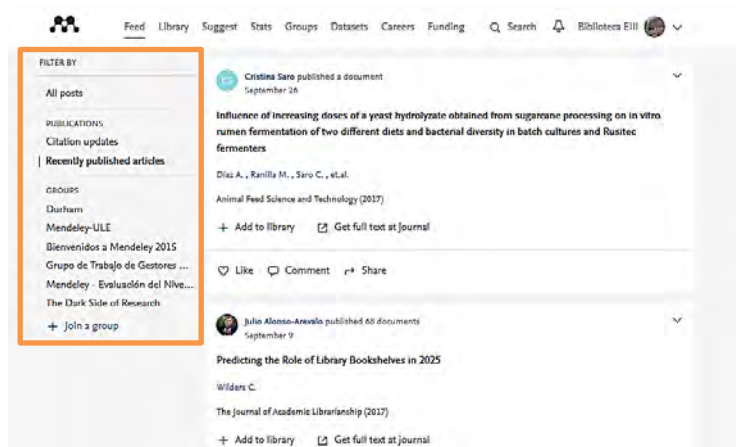 Feed Library Suggest Stats Groups Datasets Careers Funding Search Biblioteca EIII
FILTER BY
All posts
PUBLICATIONS
Citation updates
Recently published articles
GROUPS
Durham
Mendeley-ULE
Bienvenidos a Mendeley 2015
Grupo de Trabajo de Gestores ...
Mendeley - Evaluación del Nive...
The Dark Side of Research
+ Join a group
CS
Cristina Saro published a document
September 26
Influence of increasing doses of a yeast hydrolyzate obtained from sugarcane processing on in vitro
rumen fermentation of two different diets and bacterial diversity in batch cultures and Rusitec
fermenters
Díaz A. , Ranilla M. , Saro C. , et.al.
Animal Feed Science and Technology (2017)
+ Add to library Get full text at journal
Like Comment Share
Julio Alonso-Arevalo published 68 documents
September 9
Predicting the Role of Library Bookshelves in 2025
Wilders C.
The Journal of Academic Librarianship (2017)
+ Add to library Get full text at journal